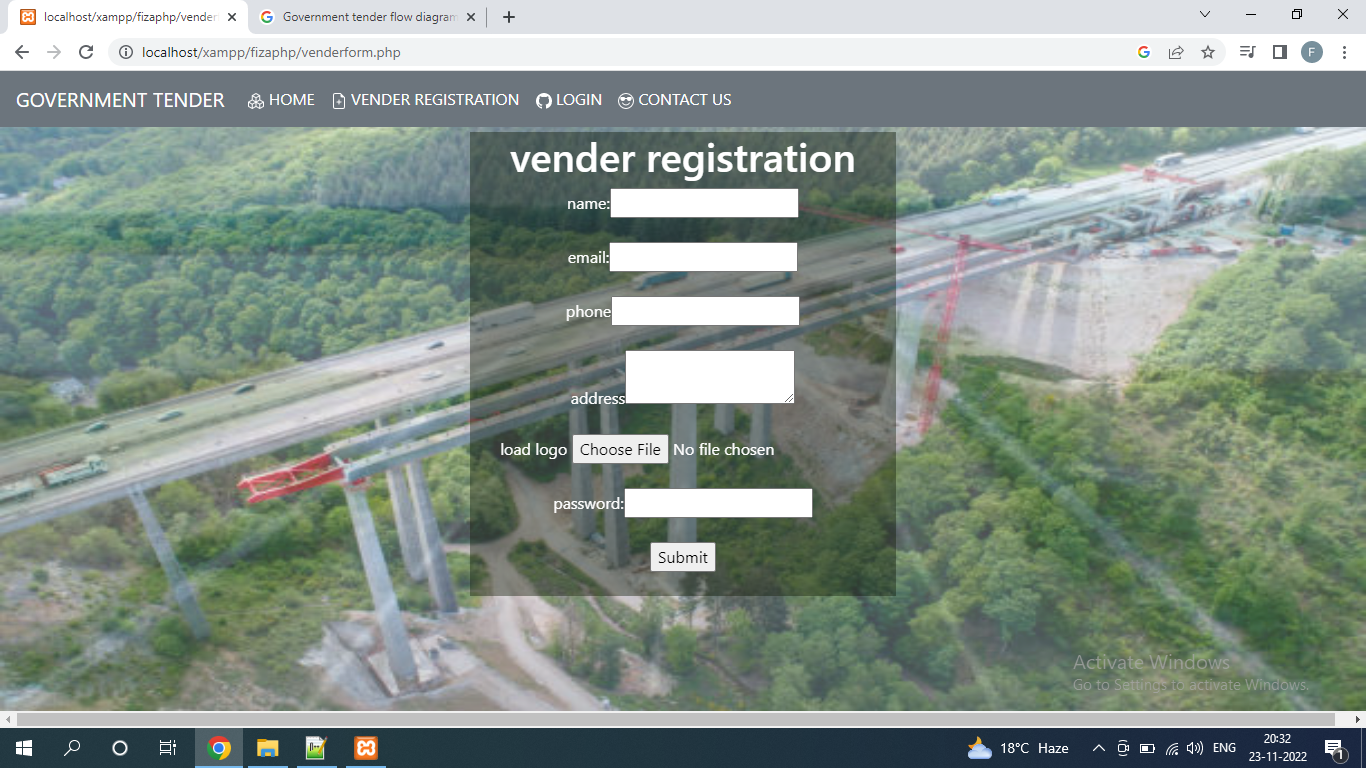 localhost/xampp/fizaphp/vender
Government tender flow diagram
localhost/xampp/fizaphp/venderform.php
F
GOVERNMENT TENDER HOME VENDER REGISTRATION LOGIN CONTACT US
vender registration
name:
email:
phone
address
load logo Choose File No file chosen
password:
Submit
Activate Windows
Go to Settings to activate Windows.
18°C Haze
ENG
20:32
23-11-2022
1